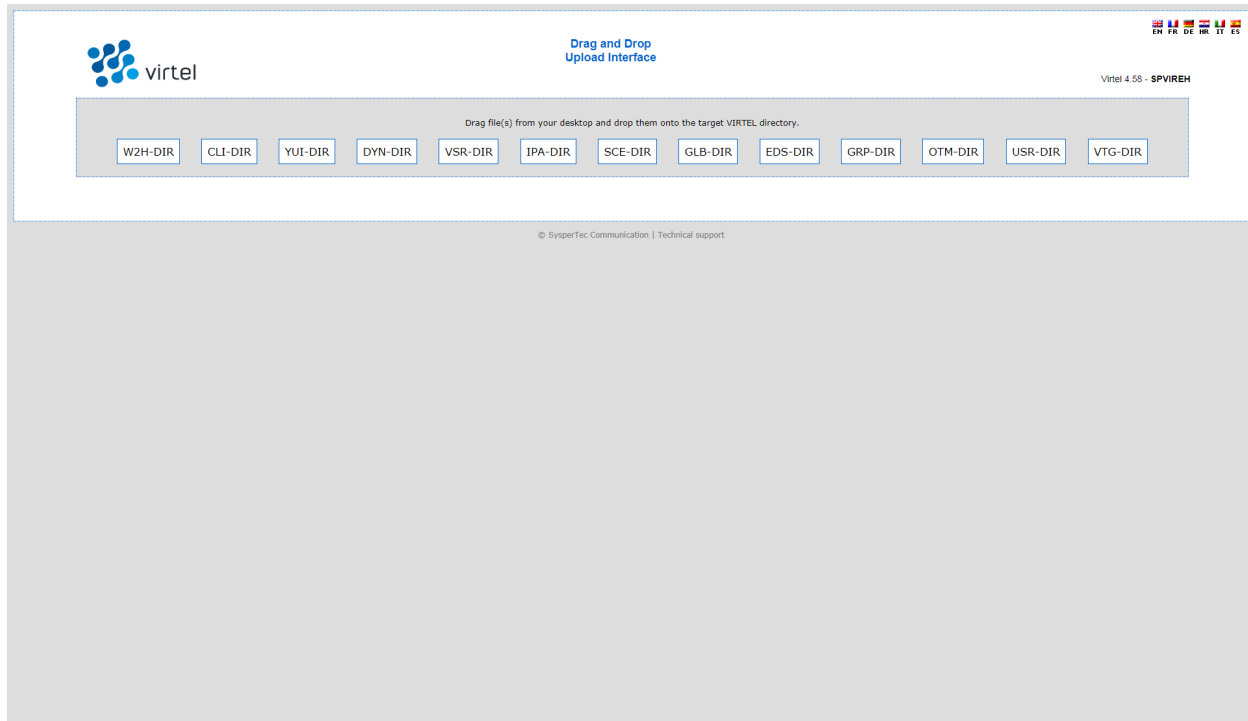 EN FR DE HR IT ES
virtel
Drag and Drop
Upload Interface
Virtel 4.58 - SPVIREH
Drag file(s) from your desktop and drop them onto the target VIRTEL directory.
W2H-DIR CLI-DIR YUI-DIR DYN-DIR VSR-DIR IPA-DIR SCE-DIR GLB-DIR EDS-DIR GRP-DIR OTM-DIR USR-DIR VTG-DIR
© SysperTec Communication | Technical support